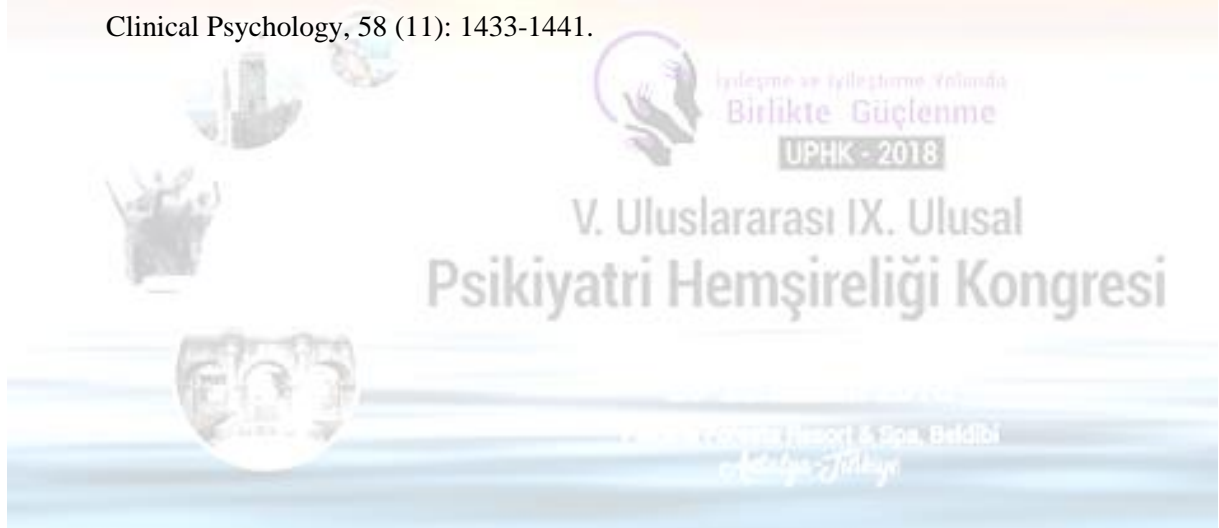 Clinical Psychology, 58 (11): 1433-1441.
İyileşme ve İyileştirme Yolunda
Birlikte Güçlenme
UPHK - 2018
V. Uluslararası IX. Ulusal
Psikiyatri Hemşireliği Kongresi
Resort & Spa, Beldibi
Antalya-Türkiye